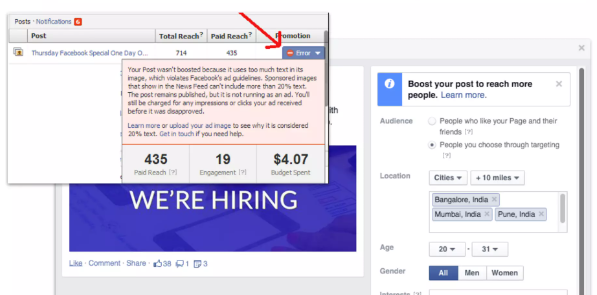 Posts · Notifications 6
Post Total Reach? Paid Reach? Promotion
Thursday Facebook Special One Day O... 714 435 Error
Your Post wasn't boosted because it uses too much text in its
image, which violates Facebook's ad guidelines. Sponsored images
that show in the News Feed can't include more than 20% text.
The post remains published, but it is not running as an ad. You'll
still be charged for any impressions or clicks your ad received
before it was disapproved.
Learn more or upload your ad image to see why it is considered
20% text. Get in touch if you need help.
435 19 $4.07
Paid Reach [?] Engagement [?] Budget Spent
with
WE'RE HIRING
Like · Comment · Share · 38 1 3
Boost your post to reach more
people. Learn more.
Audience People who like your Page and their
friends [?]
People you choose through targeting
[?]
Location Cities + 10 miles
Bangalore, India ×
Mumbai, India × Pune, India ×
Age 20 - 31
Gender All Men Women
Interests [?]